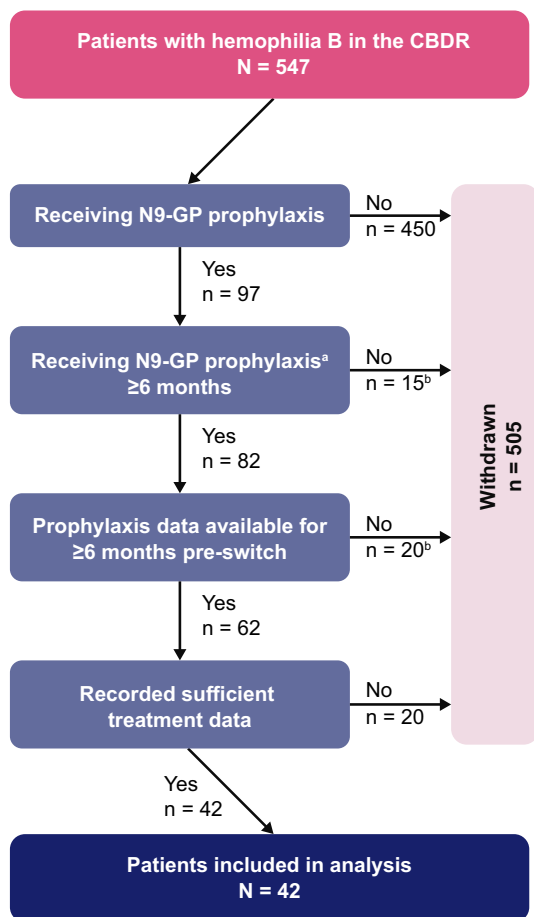 Patients with hemophilia B in the CBDR
N = 547
Receiving N9-GP prophylaxis
No
n = 450
Yes
n = 97
Receiving N9-GP prophylaxisᵃ
≥6 months
No
n = 15ᵇ
Yes
n = 82
Prophylaxis data available for
≥6 months pre-switch
No
n = 20ᵇ
Yes
n = 62
Recorded sufficient
treatment data
No
n = 20
Withdrawn
n = 505
Yes
n = 42
Patients included in analysis
N = 42